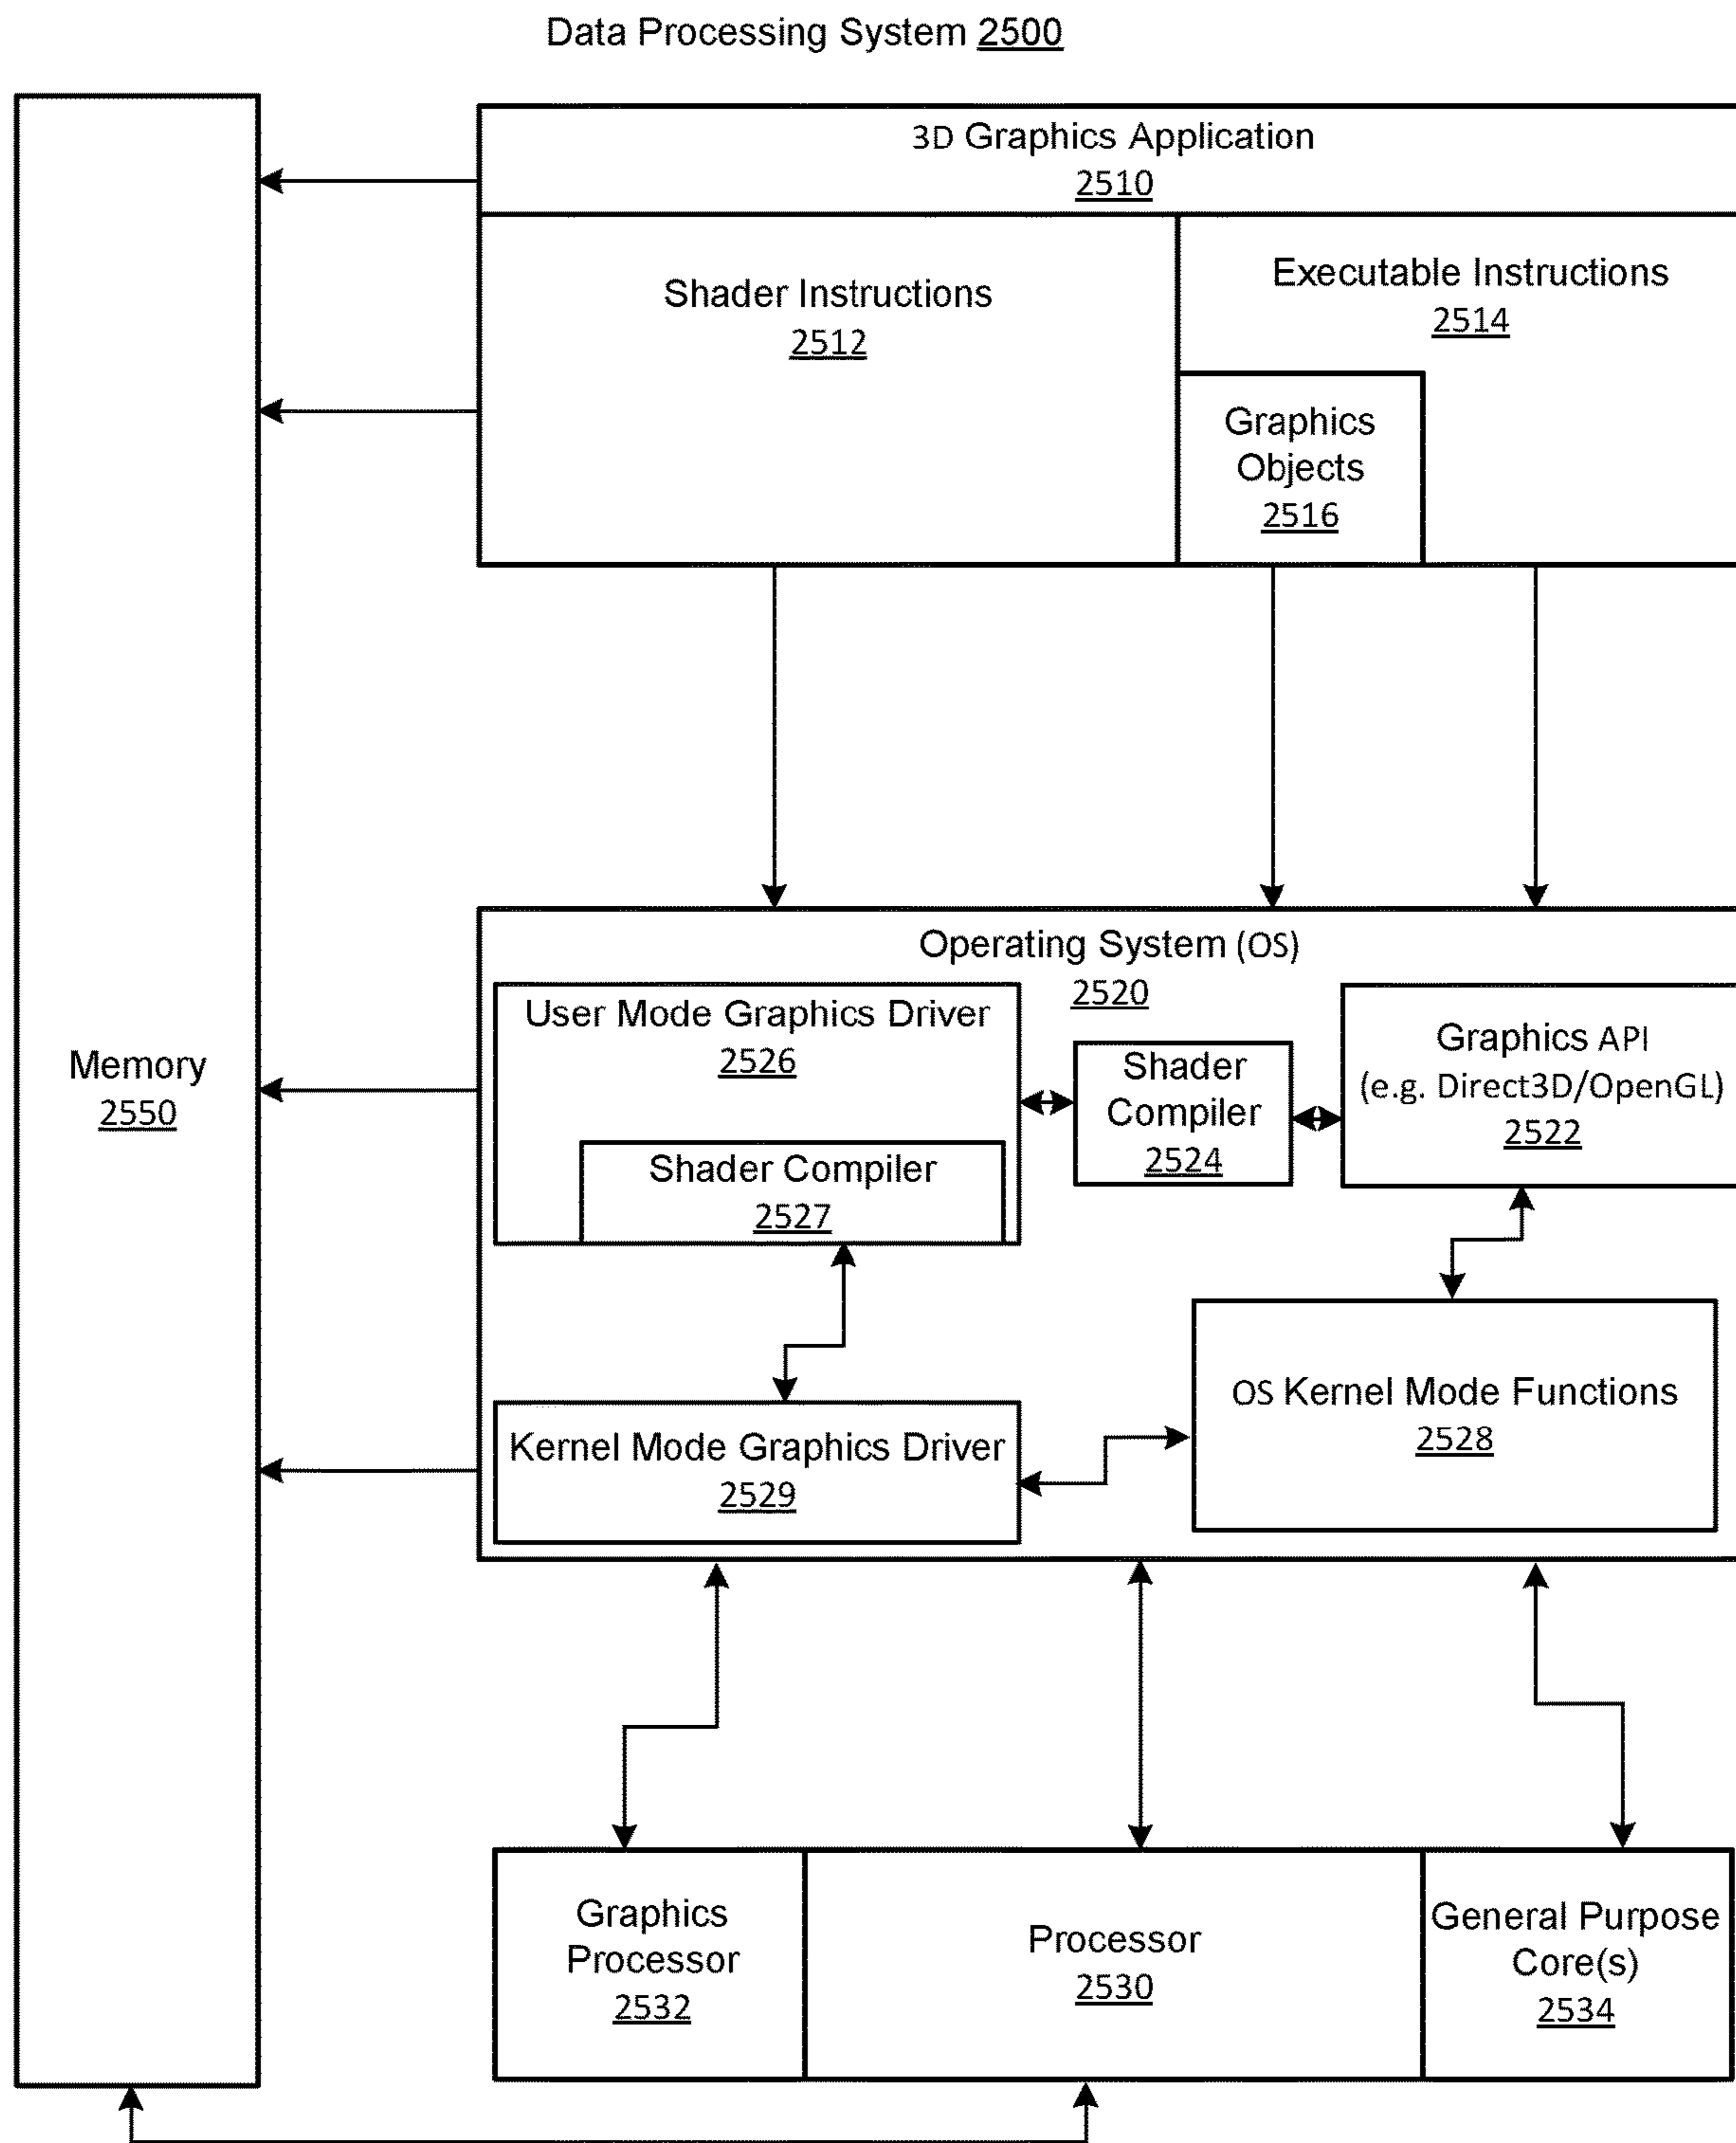 Data Processing System 2500
3D Graphics Application
2510
Shader Instructions
2512
Executable Instructions
2514
Graphics
Objects
2516
Memory
2550
Operating System (OS)
2520
User Mode Graphics Driver
2526
Shader Compiler
2527
Shader
Compiler
2524
Graphics API
(e.g. Direct3D/OpenGL)
2522
Kernel Mode Graphics Driver
2529
OS Kernel Mode Functions
2528
Graphics
Processor
2532
Processor
2530
General Purpose
Core(s)
2534